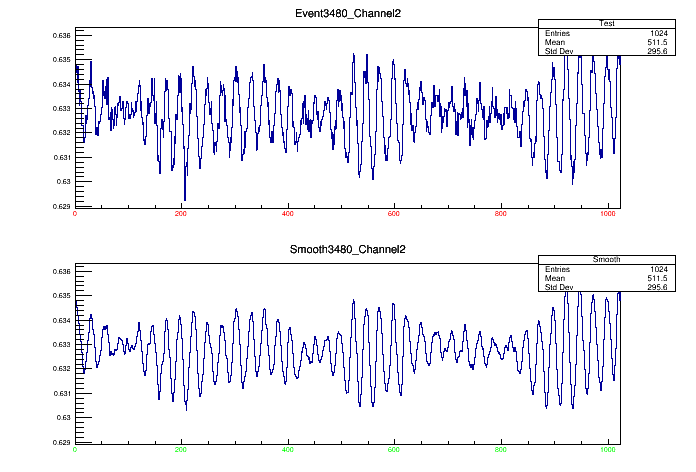 Event3480_Channel2
Test
Entries 1024
Mean 511.5
Std Dev 295.6
0.636
0.635
0.634
0.633
0.632
0.631
0.63
0.629
0 200 400 600 800 1000
Smooth3480_Channel2
Smooth
Entries 1024
Mean 511.5
Std Dev 295.6
0.636
0.635
0.634
0.633
0.632
0.631
0.63
0.629
0 200 400 600 800 1000